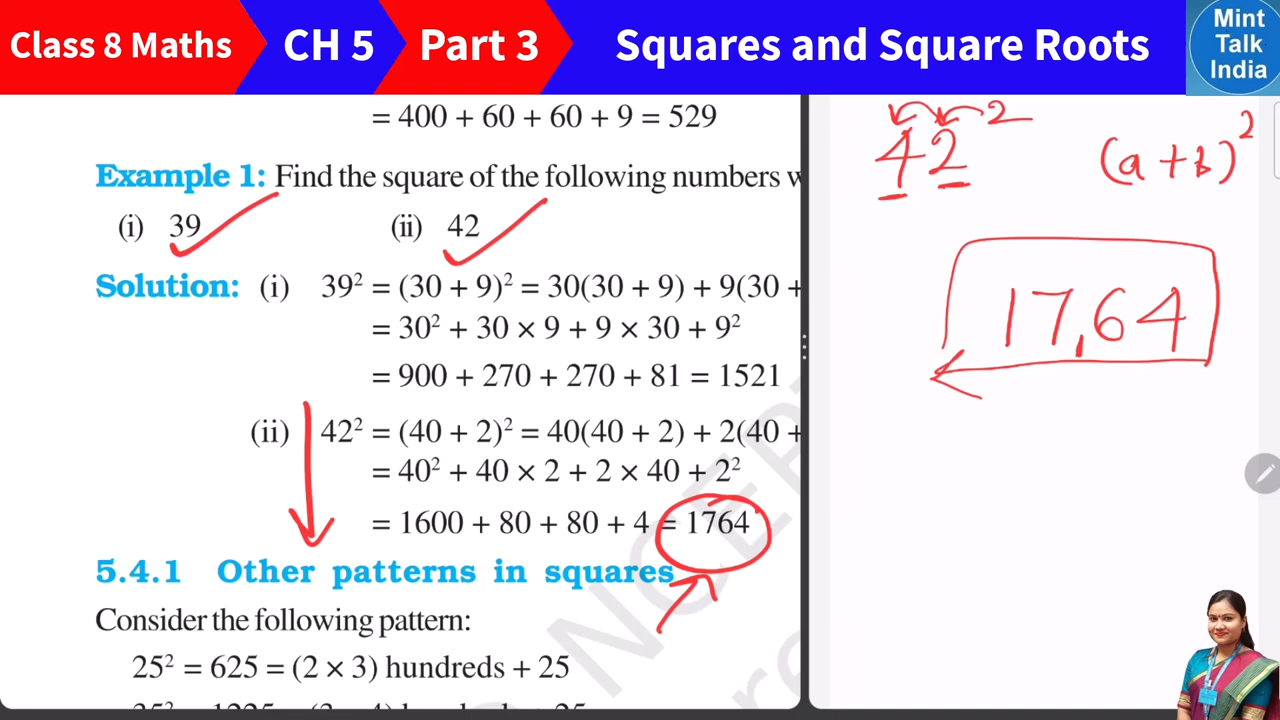 Class 8 Maths CH 5 Part 3 Squares and Square Roots
Mint
Talk
India
= 400 + 60 + 60 + 9 = 529
Example 1: Find the square of the following numbers w
(i) 39 (ii) 42
Solution: (i) 39² = (30 + 9)² = 30(30 + 9) + 9(30 +
= 30² + 30 × 9 + 9 × 30 + 9²
= 900 + 270 + 270 + 81 = 1521
(ii) 42² = (40 + 2)² = 40(40 + 2) + 2(40 +
= 40² + 40 × 2 + 2 × 40 + 2²
= 1600 + 80 + 80 + 4 = 1764
5.4.1 Other patterns in squares
Consider the following pattern:
25² = 625 = (2 × 3) hundreds + 25
42² (a + b)²
17,64